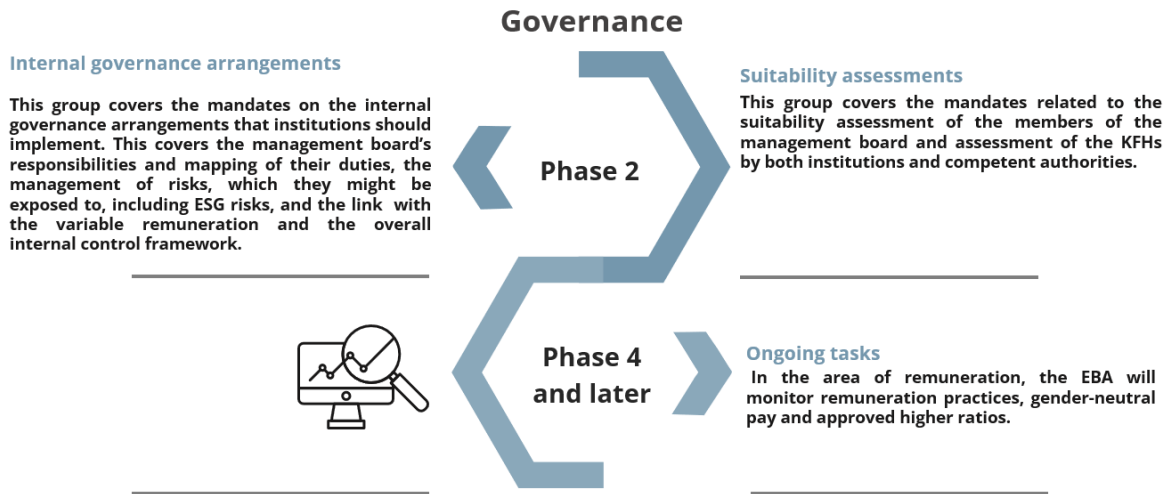 Governance
Internal governance arrangements
This group covers the mandates on the internal
governance arrangements that institutions should
implement. This covers the management board's
responsibilities and mapping of their duties, the
management of risks, which they might be
exposed to, including ESG risks, and the link with
the variable remuneration and the overall
internal control framework.
Phase 2
Suitability assessments
This group covers the mandates related to the
suitability assessment of the members of the
management board and assessment of the KFHs
by both institutions and competent authorities.
Phase 4
and later
Ongoing tasks
In the area of remuneration, the EBA will
monitor remuneration practices, gender-neutral
pay and approved higher ratios.